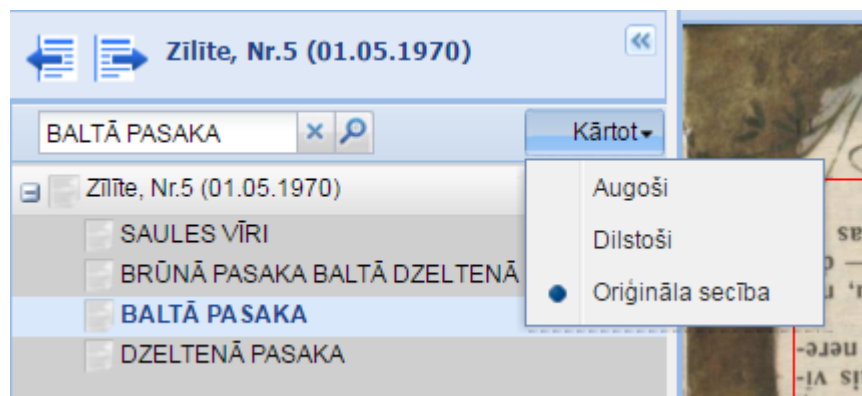 Zīlīte, Nr.5 (01.05.1970)
BALTĀ PASAKA
Kārtot
Zīlīte, Nr.5 (01.05.1970)
Augoši
Dilstoši
Oriģināla secība
SAULES VĪRI
BRŪNĀ PASAKA BALTĀ DZELTENĀ
BALTĀ PASAKA
DZELTENĀ PASAKA